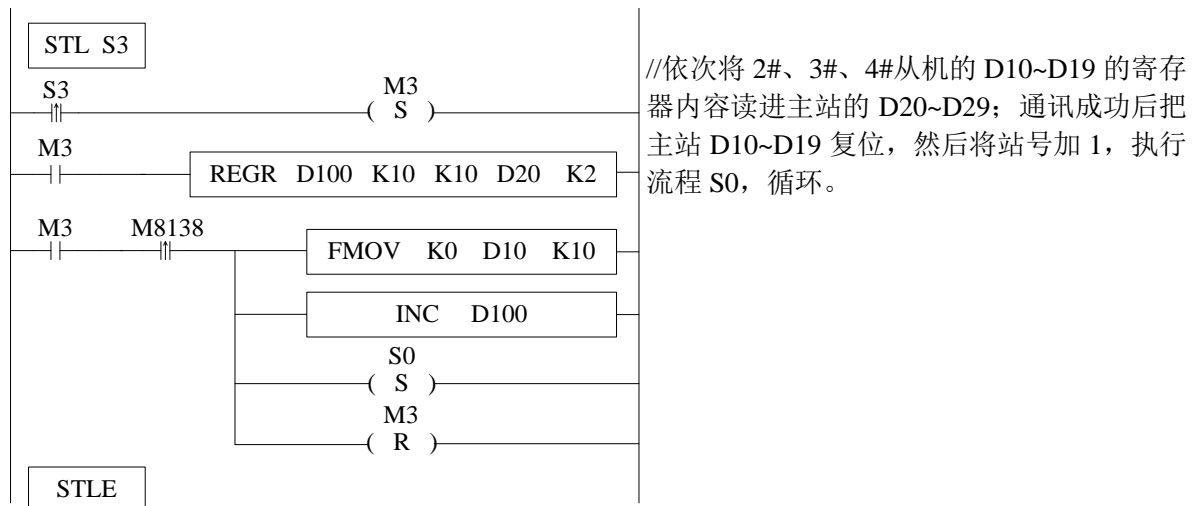 STL S3
S3
M3
( S )
M3
REGR D100 K10 K10 D20 K2
M3 M8138
FMOV K0 D10 K10
INC D100
S0
( S )
M3
( R )
STLE
//依次将 2#、3#、4#从机的 D10~D19 的寄存
器内容读进主站的 D20~D29；通讯成功后把
主站 D10~D19 复位，然后将站号加 1，执行
流程 S0，循环。